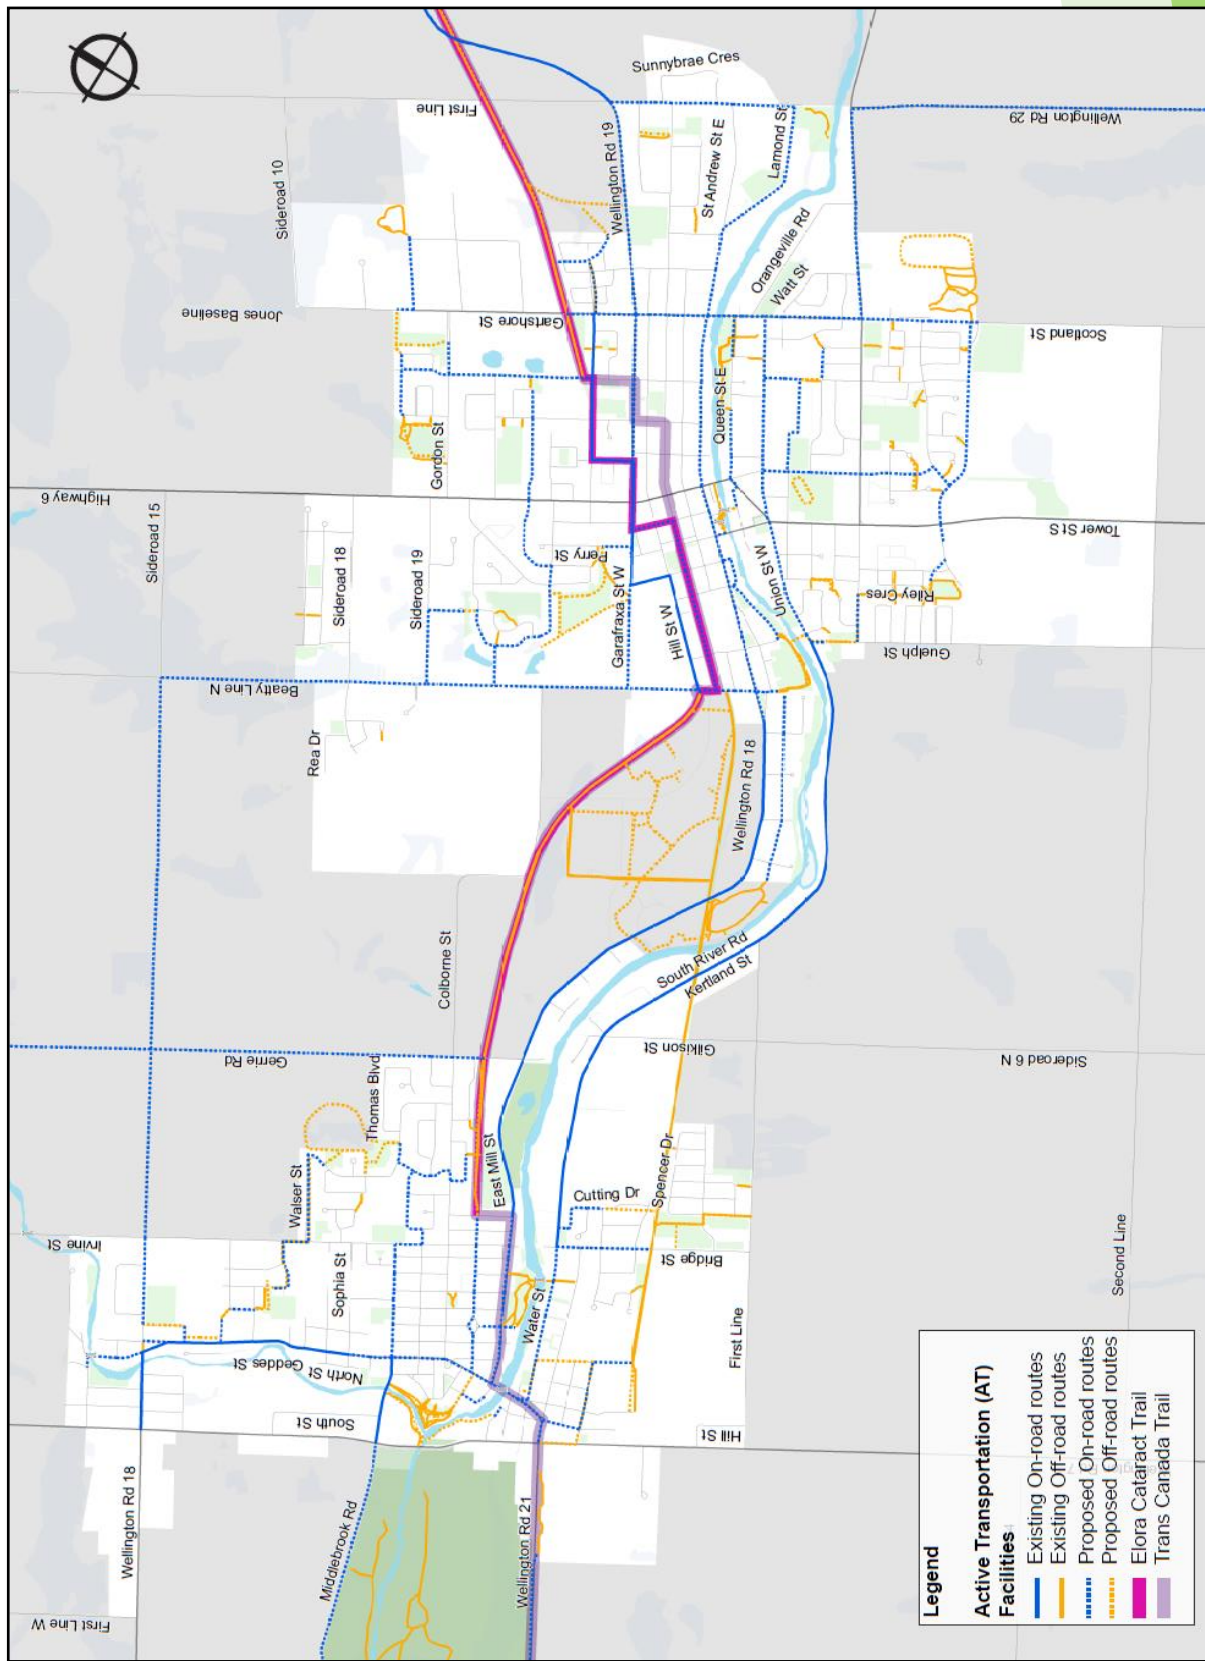 Sunnybrae Cres
First Line
Wellington Rd 19
St Andrew St E
Lamond St
Wellington Rd 29
Sideroad 10
Orangeville Rd
Watt St
Jones Baseline
Gartshore St
Scotland St
Queen St E
Gordon St
Highway 6
Sideroad 15
Tower St S
Sideroad 18
Sideroad 19
Perry St
Union St W
Riley Cres
Garafraxa St W
Hill St W
Guelph St
Beatty Line N
Rea Dr
Wellington Rd 18
Colborne St
South River Rd
Kertland St
Gerrie Rd
Gilkison St
Sideroad 6 N
Thomas Blvd
East Mill St
Walser St
Cutting Dr
Spencer Dr
Irvine St
Bridge St
Second Line
Sophia St
Water St
First Line
Geddes St
North St
South St
Hill St
Wellington Rd 18
Middlebrook Rd
Wellington Rd 21
First Line W
Legend
Active Transportation (AT)
Facilities
Existing On-road routes
Existing Off-road routes
Proposed On-road routes
Proposed Off-road routes
Elora Cataract Trail
Trans Canada Trail